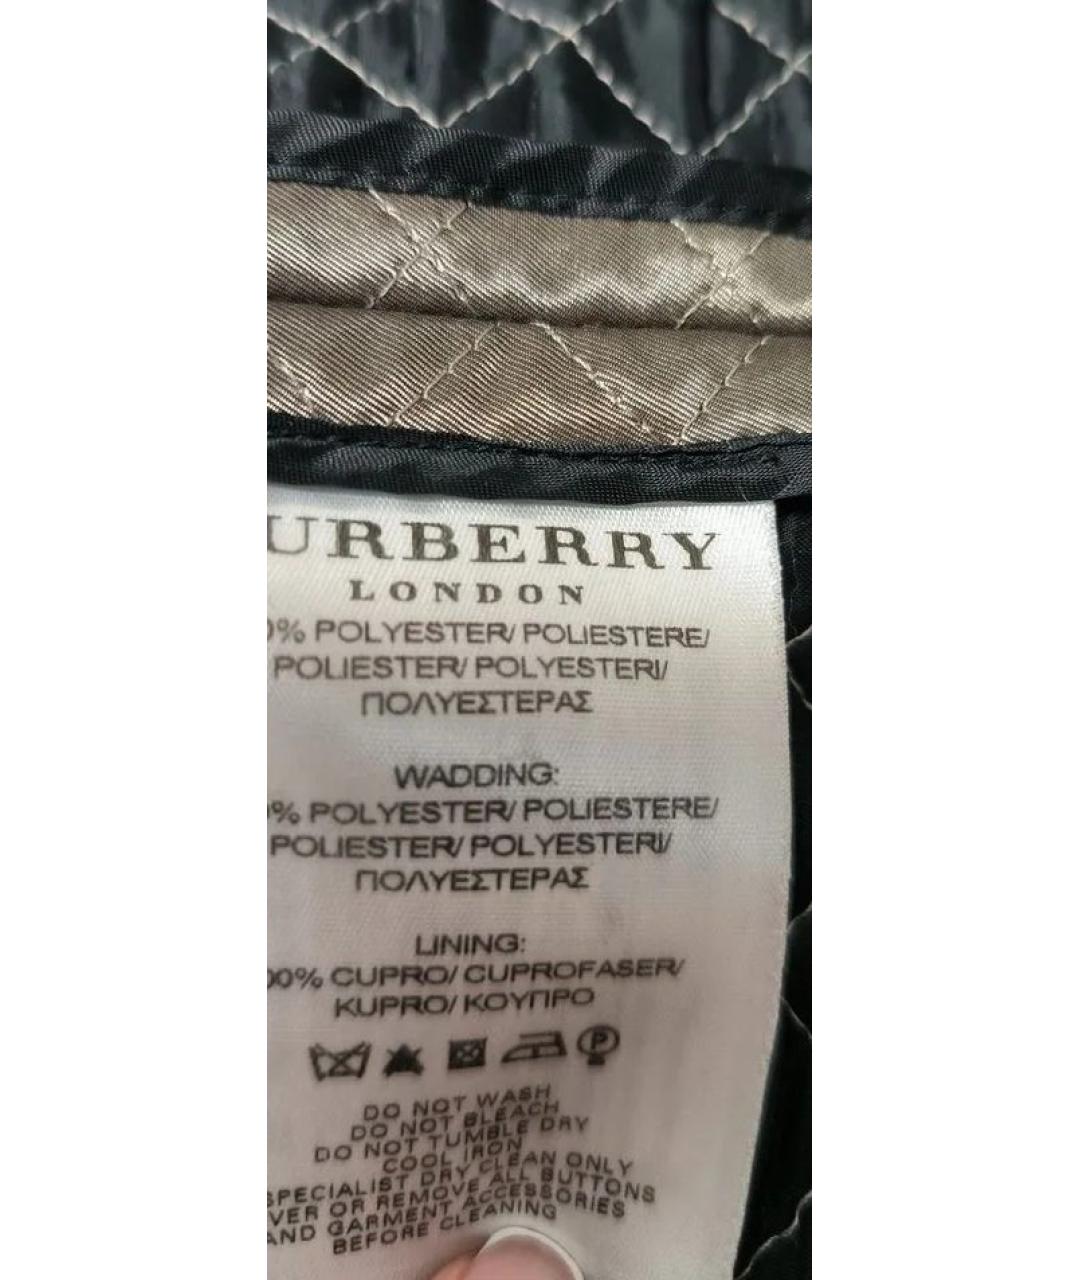 URBERRY
LONDON
0% POLYESTER/ POLIESTERE/
POLIESTER/ POLYESTERI/
ΠΟΛΥΕΣΤΕΡΑΣ
WADDING:
% POLYESTER/ POLIESTERE/
POLIESTER/ POLYESTERI/
ΠΟΛΥΕΣΤΕΡΑΣ
LINING:
00% CUPRO/ CUPROFASER/
KUPRO/ ΚΟΥΠΡΟ
P
DO NOT WASH
DO NOT BLEACH
DO NOT TUMBLE DRY
COOL IRON
SPECIALIST DRY CLEAN ONLY
VER OR REMOVE ALL BUTTONS
AND GARMENT ACCESSORIES
BEFORE CLEANING